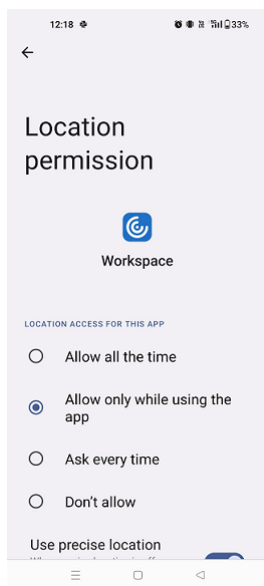 12:18
33%
Location
permission
Workspace
LOCATION ACCESS FOR THIS APP
Allow all the time
Allow only while using the
app
Ask every time
Don't allow
Use precise location